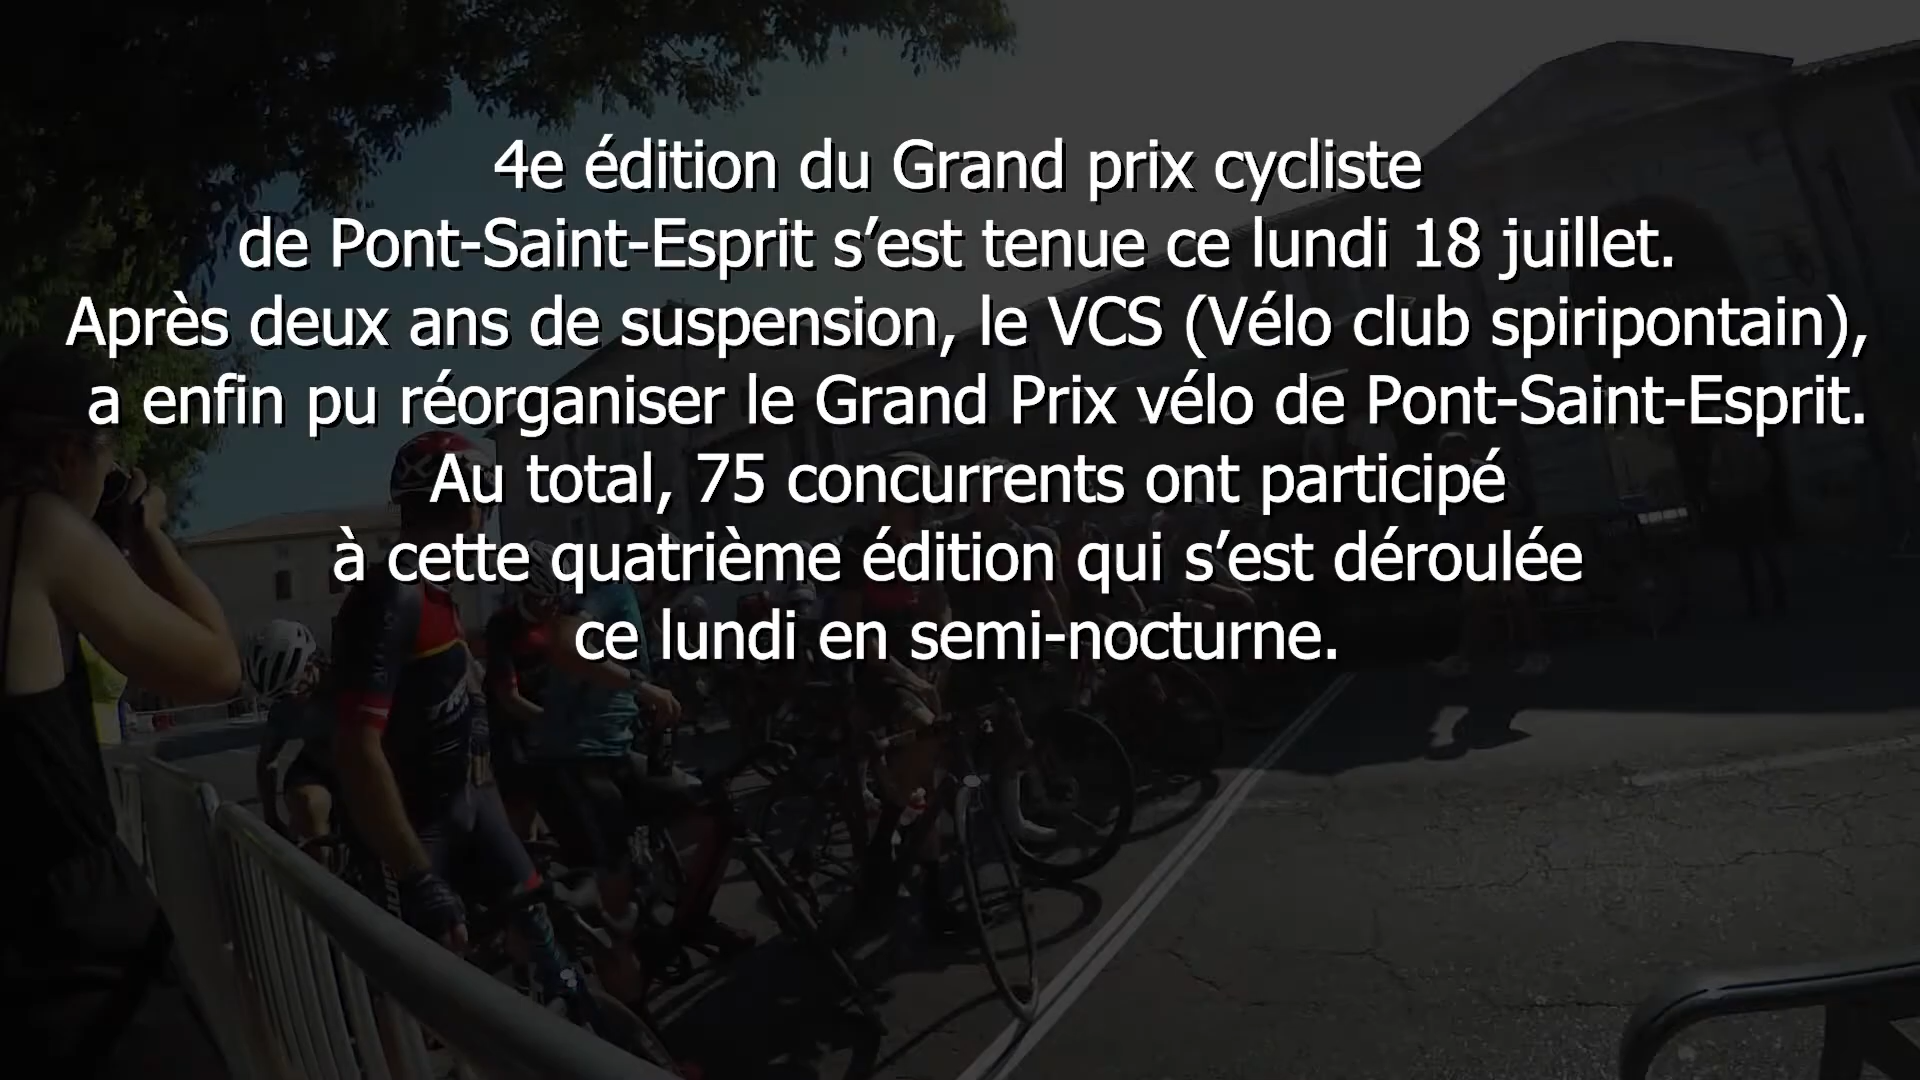 4e édition du Grand prix cycliste
de Pont-Saint-Esprit s’est tenue ce lundi 18 juillet.
Après deux ans de suspension, le VCS (Vélo club spiripontain),
a enfin pu réorganiser le Grand Prix vélo de Pont-Saint-Esprit.
Au total, 75 concurrents ont participé
à cette quatrième édition qui s’est déroulée
ce lundi en semi-nocturne.